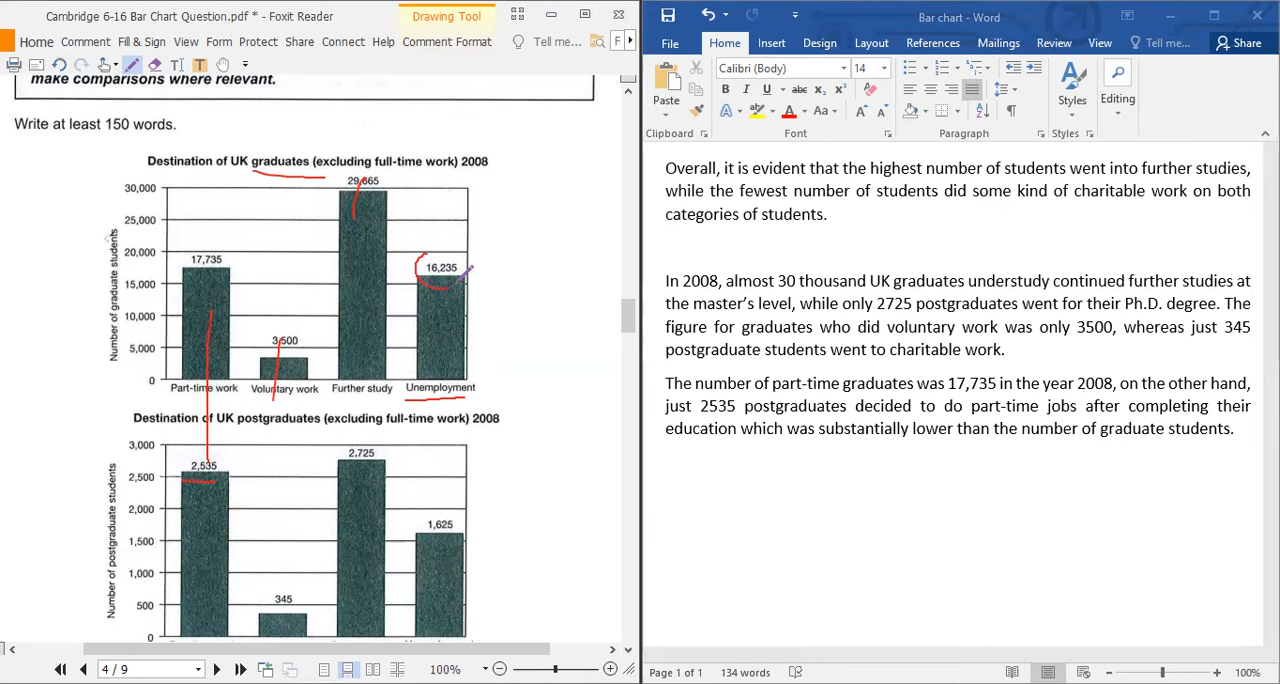 Cambridge 6-16 Bar Chart Question.pdf * - Foxit Reader
Drawing Tool
Home Comment Fill & Sign View Form Protect Share Connect Help Comment Format Tell me... F
make comparisons where relevant.
Write at least 150 words.
Destination of UK graduates (excluding full-time work) 2008
Number of graduate students
30,000
25,000
20,000
15,000
10,000
5,000
0
17,735
3,500
29,665
16,235
Part-time work Voluntary work Further study Unemployment
Destination of UK postgraduates (excluding full-time work) 2008
Number of postgraduate students
3,000
2,500
2,000
1,500
1,000
500
0
2,535
345
2,725
1,625
4 / 9
100%
Bar chart - Word
File Home Insert Design Layout References Mailings Review View Tell me... Share
Paste
Calibri (Body) 14
B I U abc x₂ x²
A A Aa A A
Styles
Editing
Clipboard Font Paragraph Styles
Overall, it is evident that the highest number of students went into further studies,
while the fewest number of students did some kind of charitable work on both
categories of students.
In 2008, almost 30 thousand UK graduates understudy continued further studies at
the master's level, while only 2725 postgraduates went for their Ph.D. degree. The
figure for graduates who did voluntary work was only 3500, whereas just 345
postgraduate students went to charitable work.
The number of part-time graduates was 17,735 in the year 2008, on the other hand,
just 2535 postgraduates decided to do part-time jobs after completing their
education which was substantially lower than the number of graduate students.
Page 1 of 1 134 words
100%